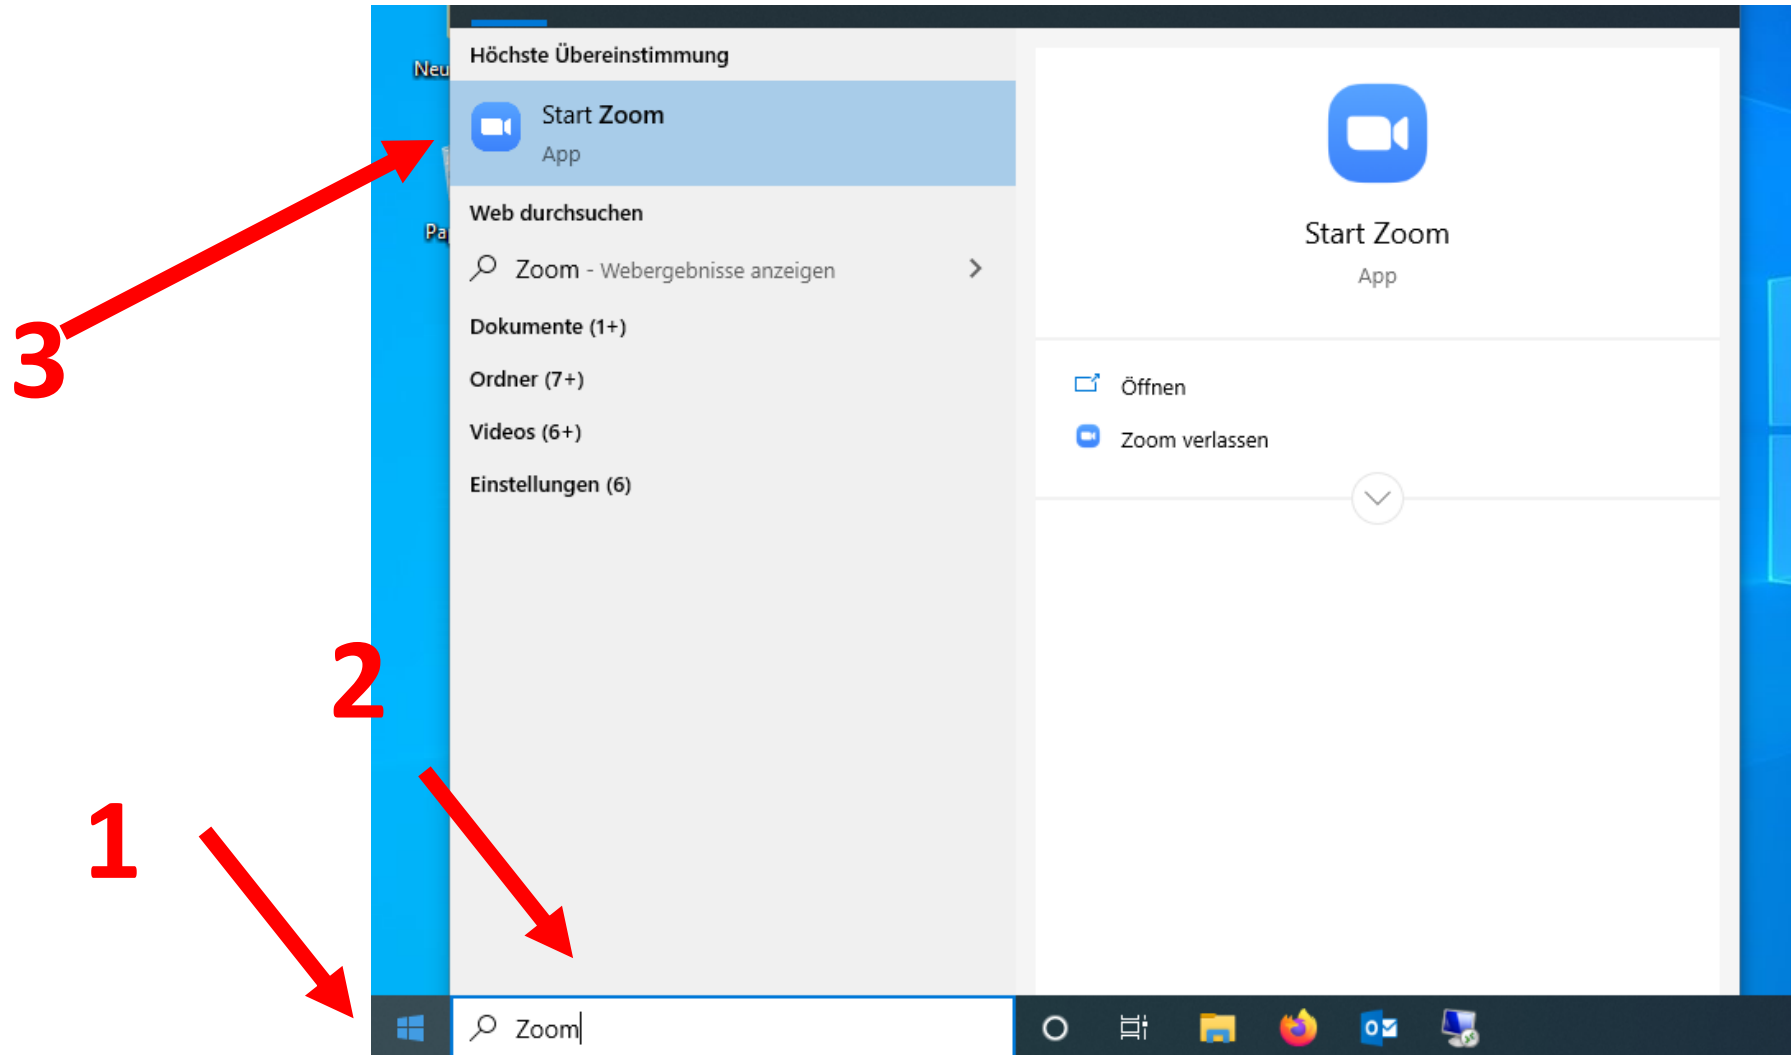 Höchste Übereinstimmung
Neu
Start Zoom
App
Web durchsuchen
Zoom - Webergebnisse anzeigen
Dokumente (1+)
Ordner (7+)
Videos (6+)
Einstellungen (6)
Start Zoom
App
Öffnen
Zoom verlassen
3
2
1
Zoom